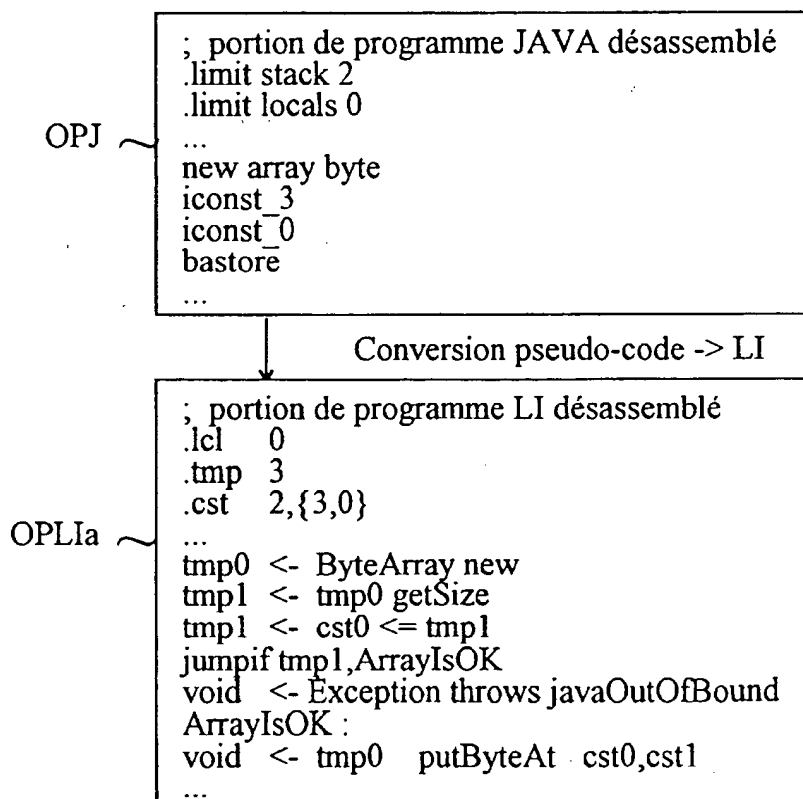 ; portion de programme JAVA désassemblé
.limit stack 2
.limit locals 0
OPJ
...
new array byte
iconst_3
iconst_0
bastore
...
Conversion pseudo-code -> LI
; portion de programme LI désassemblé
.lcl 0
.tmp 3
.cst 2,{3,0}
OPLIa
...
tmp0 <- ByteArray new
tmp1 <- tmp0 getSize
tmp1 <- cst0 <= tmp1
jumpif tmp1,ArrayIsOK
void <- Exception throws javaOutOfBound
ArrayIsOK :
void <- tmp0 putByteAt cst0,cst1
...